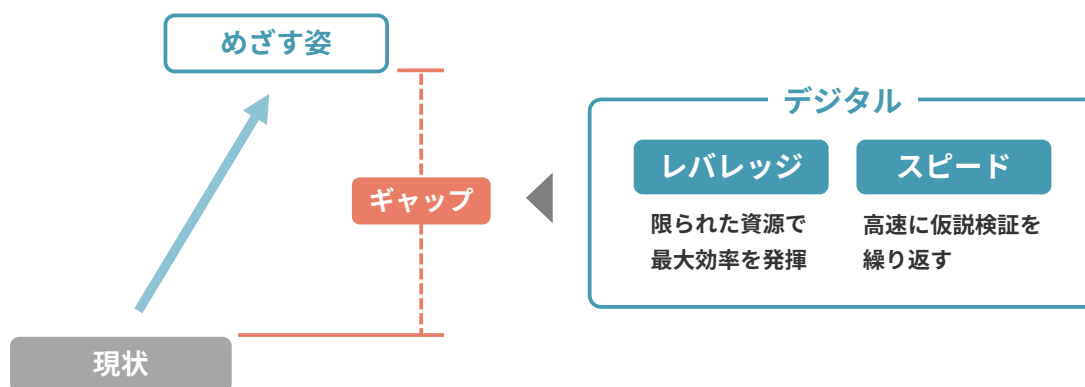 めざす姿
ギャップ
現状
デジタル
レバレッジ
限られた資源で
最大効率を発揮
スピード
高速に仮説検証を
繰り返す